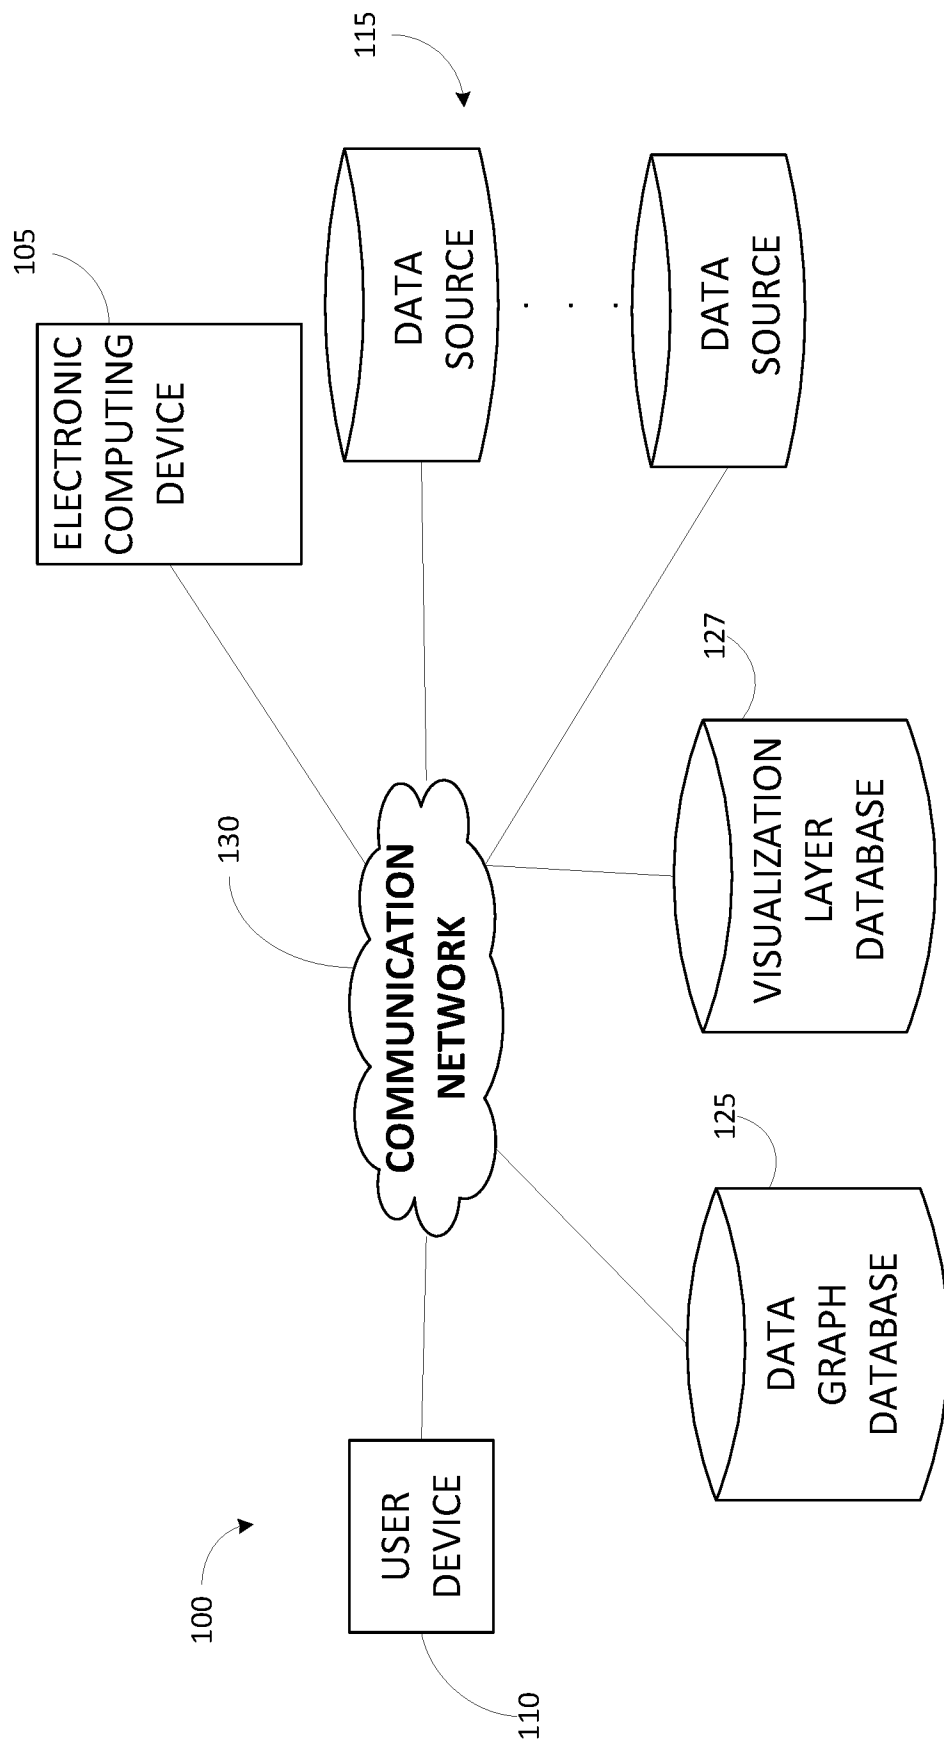 100
110
USER
DEVICE
130
COMMUNICATION
NETWORK
105
ELECTRONIC
COMPUTING
DEVICE
115
DATA
SOURCE
. . .
DATA
SOURCE
125
DATA
GRAPH
DATABASE
127
VISUALIZATION
LAYER
DATABASE